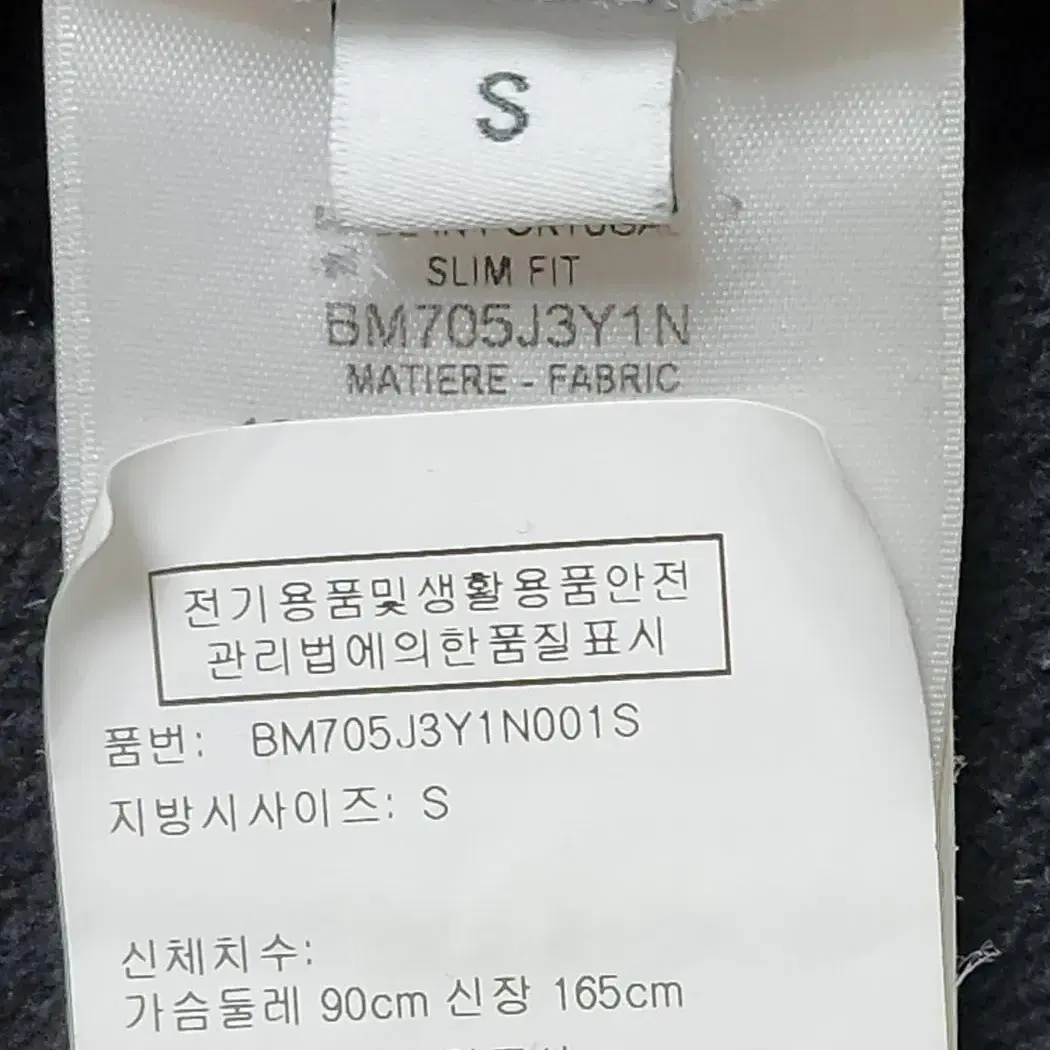 S
SLIM FIT
BM705J3Y1N
MATIERE - FABRIC
전기용품및생활용품안전
관리법에의한품질표시
품번: BM705J3Y1N001S
지방시사이즈: S
신체치수:
가슴둘레 90cm 신장 165cm